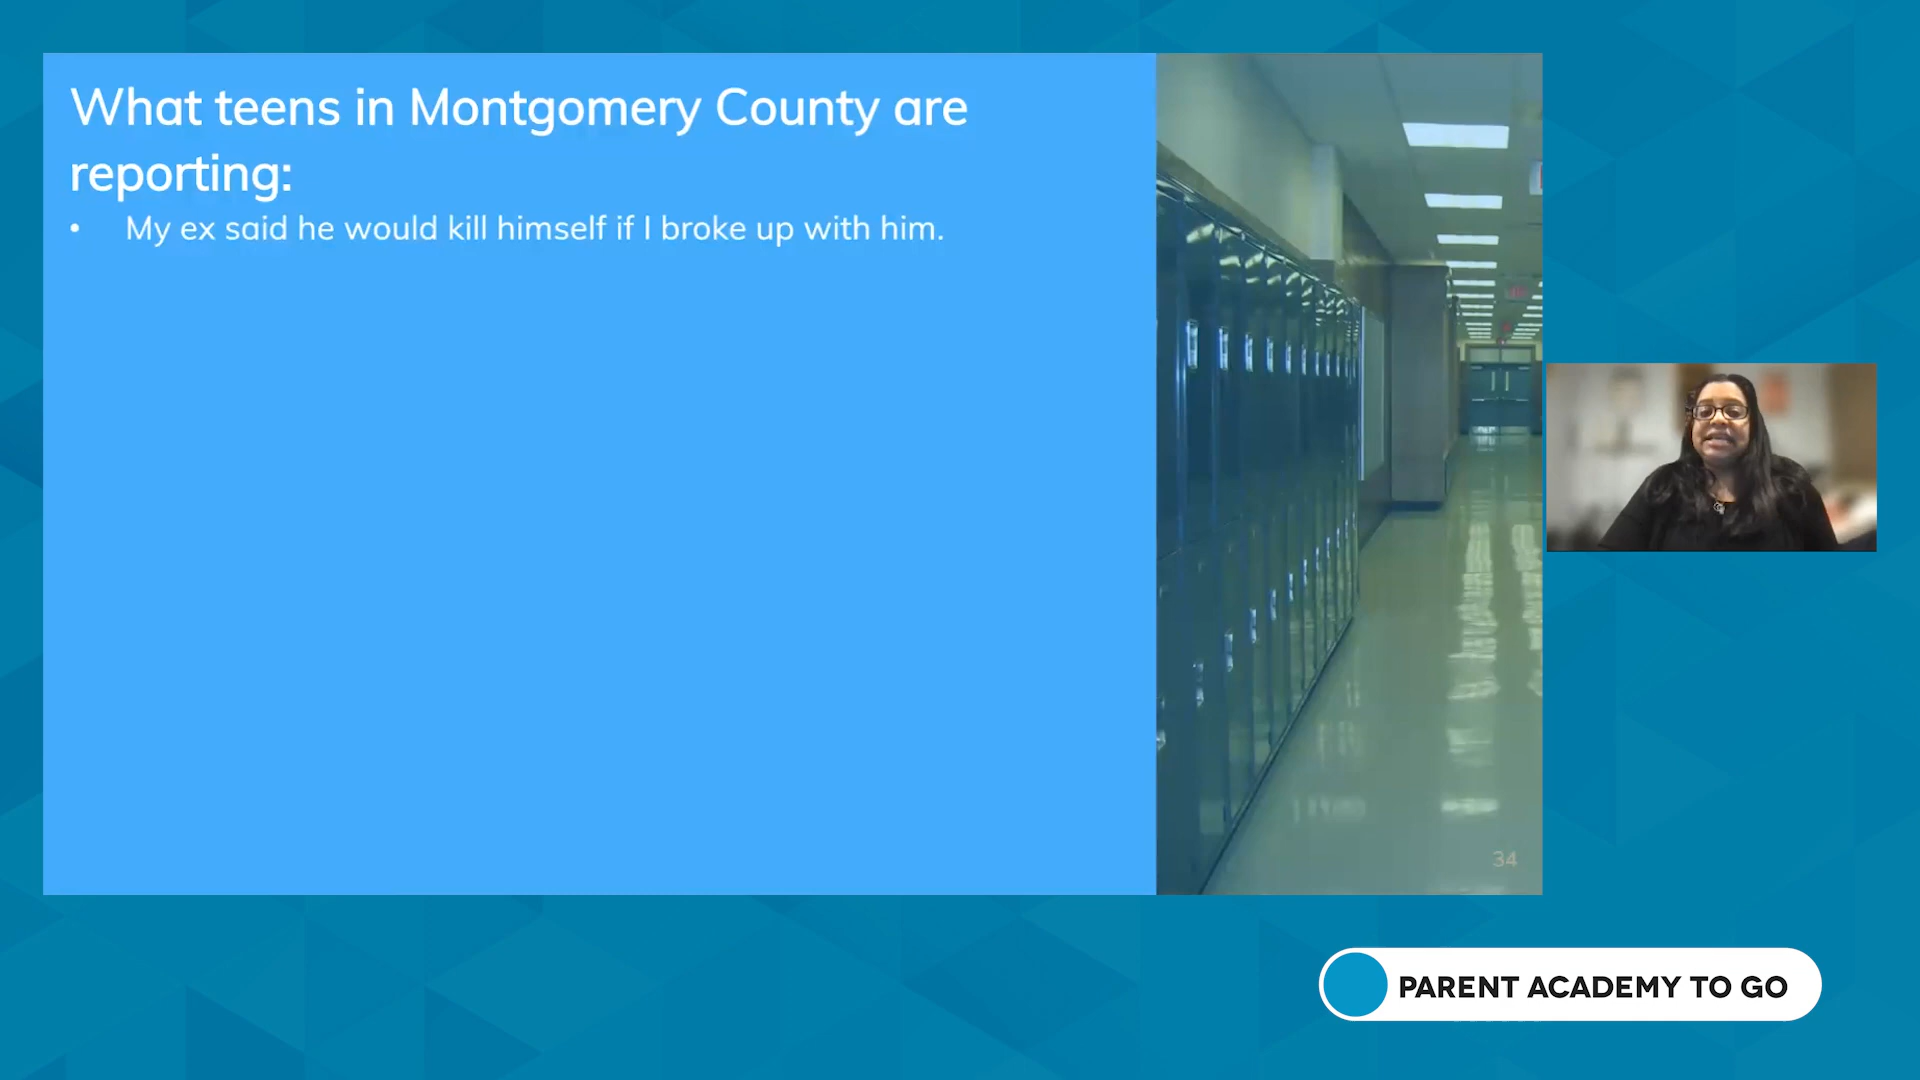 What teens in Montgomery County are
reporting:
• My ex said he would kill himself if I broke up with him.
34
PARENT ACADEMY TO GO